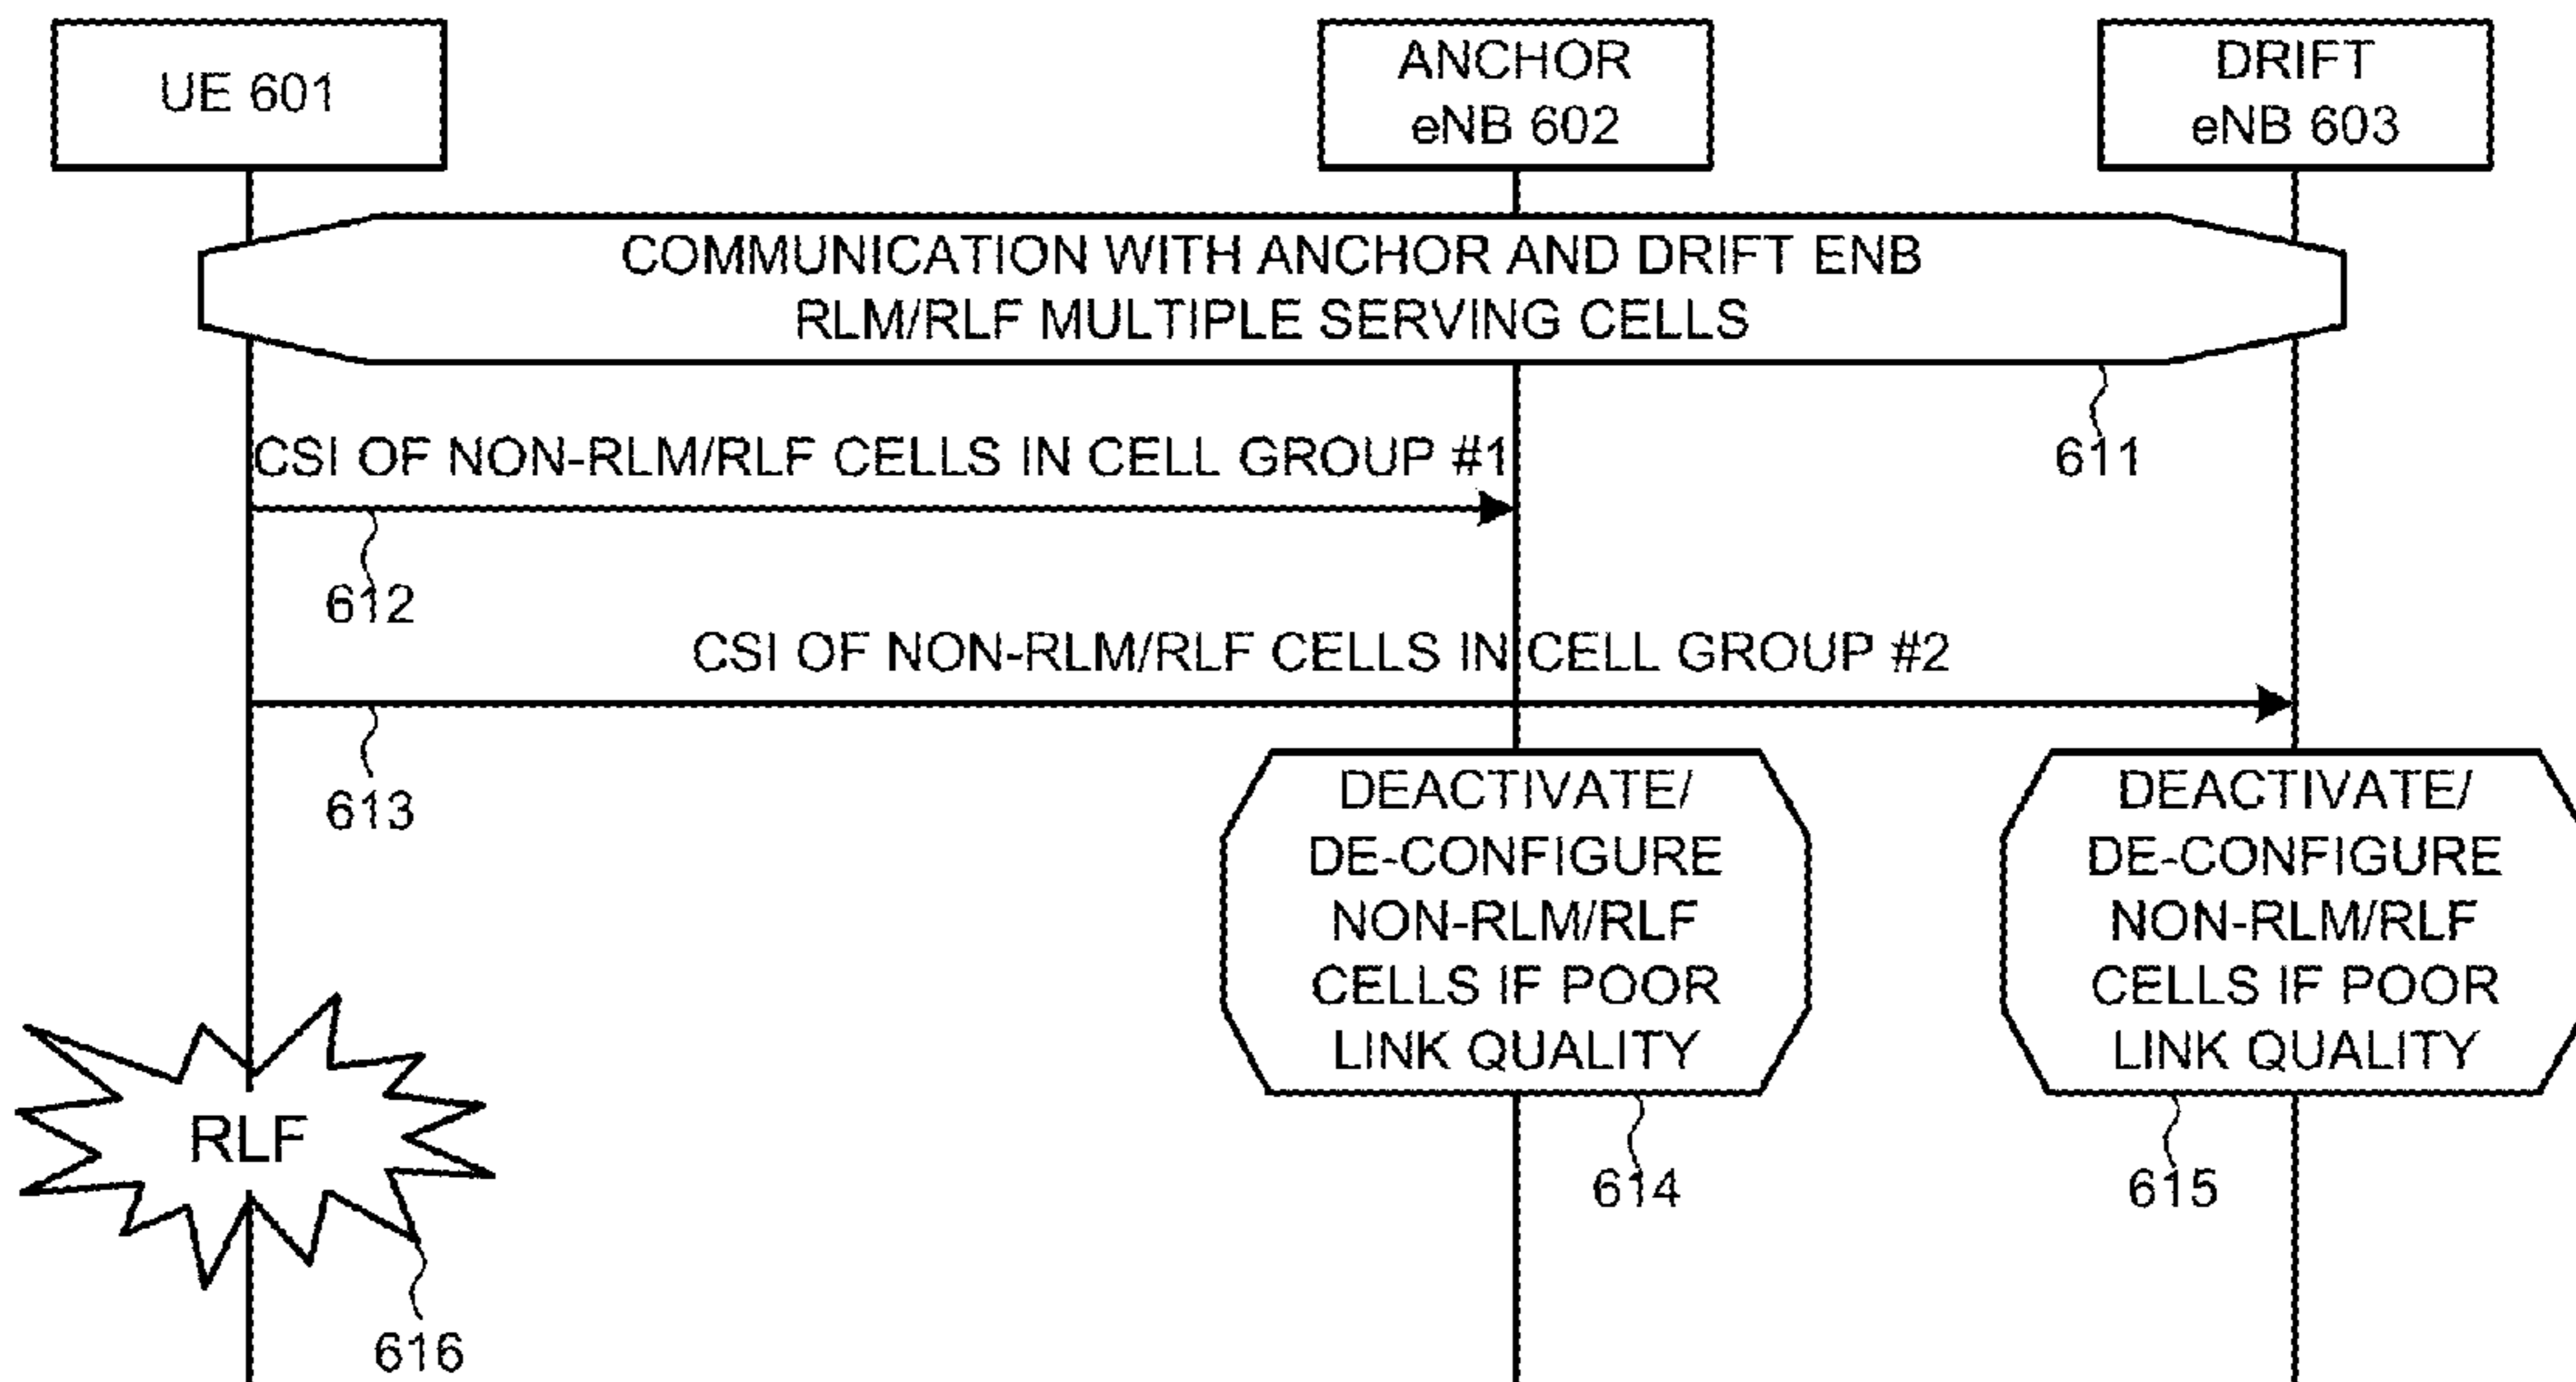 UE 601
ANCHOR
eNB 602
DRIFT
eNB 603
COMMUNICATION WITH ANCHOR AND DRIFT ENB
RLM/RLF MULTIPLE SERVING CELLS
611
CSI OF NON-RLM/RLF CELLS IN CELL GROUP #1
612
CSI OF NON-RLM/RLF CELLS IN CELL GROUP #2
613
DEACTIVATE/
DE-CONFIGURE
NON-RLM/RLF
CELLS IF POOR
LINK QUALITY
614
DEACTIVATE/
DE-CONFIGURE
NON-RLM/RLF
CELLS IF POOR
LINK QUALITY
615
RLF
616